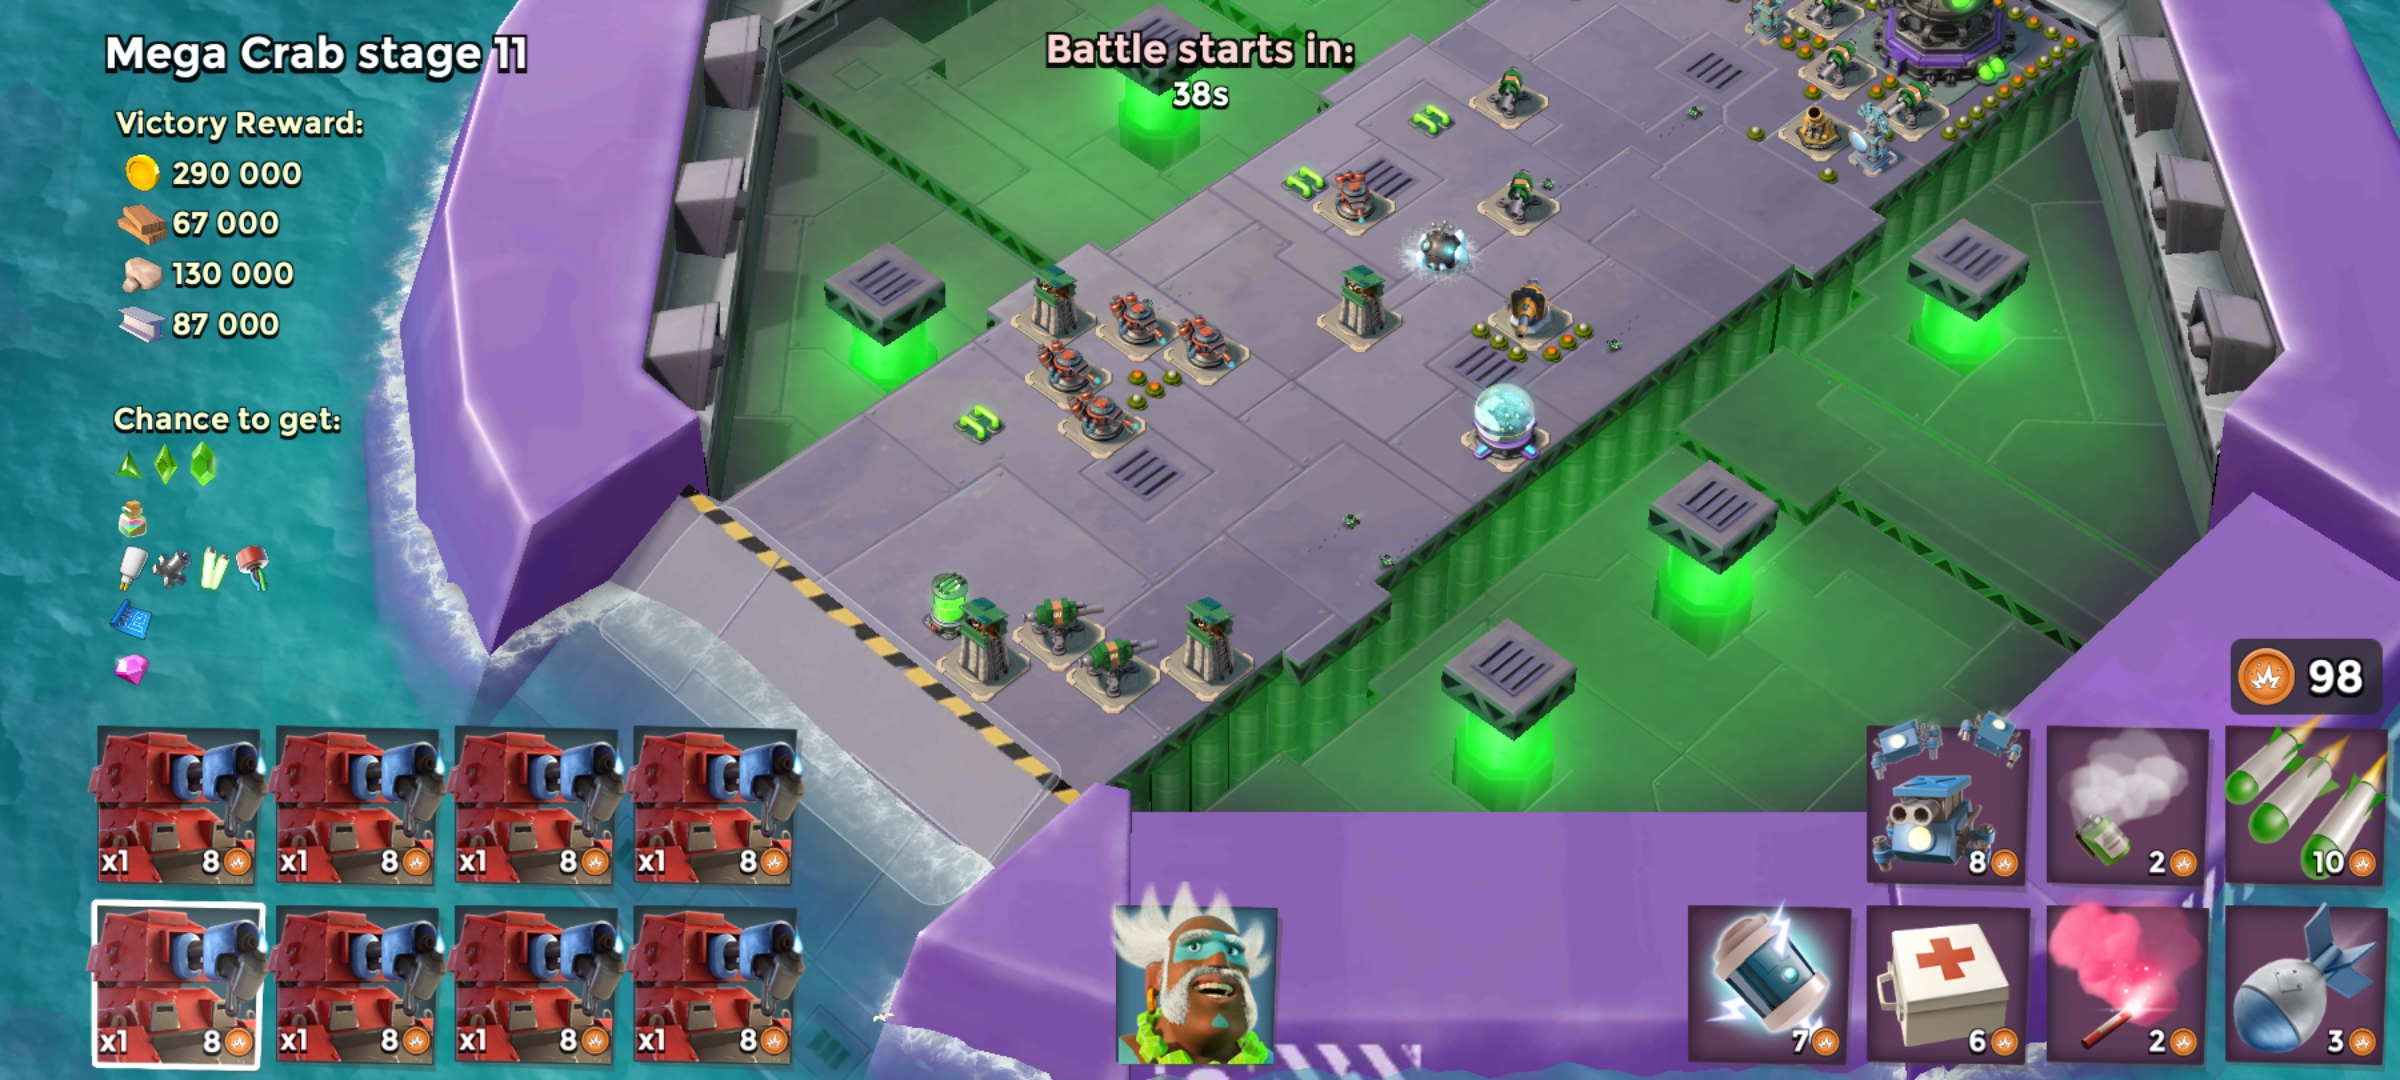 Mega Crab stage 11
Battle starts in:
38s
Victory Reward:
290 000
67 000
130 000
87 000
Chance to get:
98
x1 8
x1 8
x1 8
x1 8
8
2
10
x1 8
x1 8
x1 8
x1 8
7
6
2
3